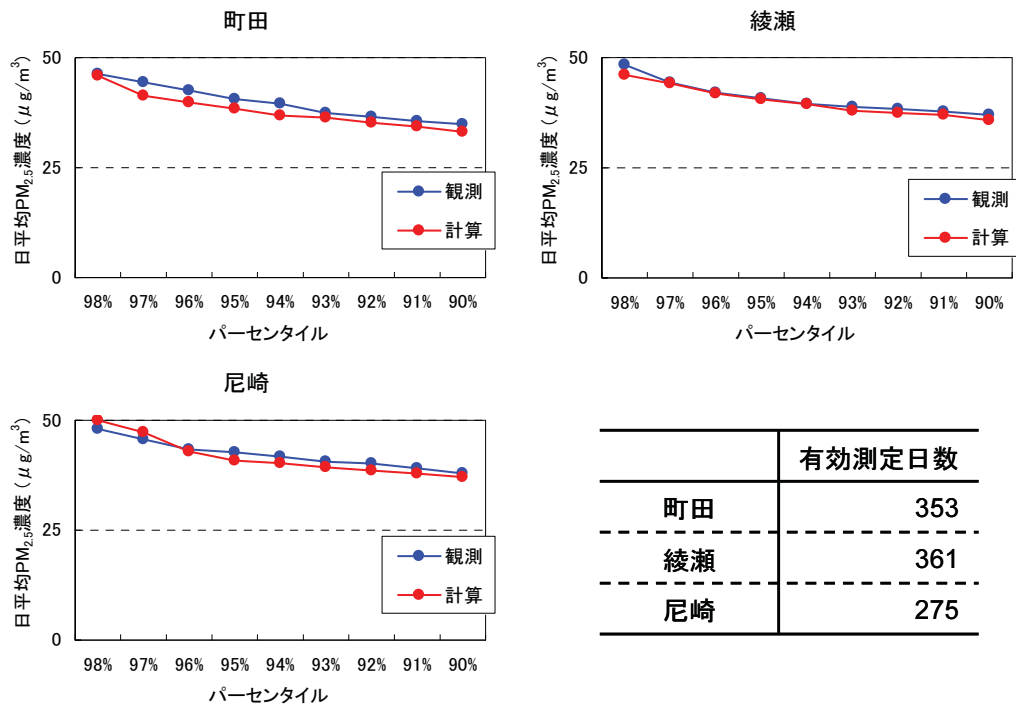 町田
日平均PM2.5濃度(μg/m³)
50
25
0
観測
計算
98% 97% 96% 95% 94% 93% 92% 91% 90%
パーセンタイル
綾瀬
日平均PM2.5濃度(μg/m³)
50
25
0
観測
計算
98% 97% 96% 95% 94% 93% 92% 91% 90%
パーセンタイル
尼崎
日平均PM2.5濃度(μg/m³)
50
25
0
観測
計算
98% 97% 96% 95% 94% 93% 92% 91% 90%
パーセンタイル
有効測定日数
町田 353
綾瀬 361
尼崎 275